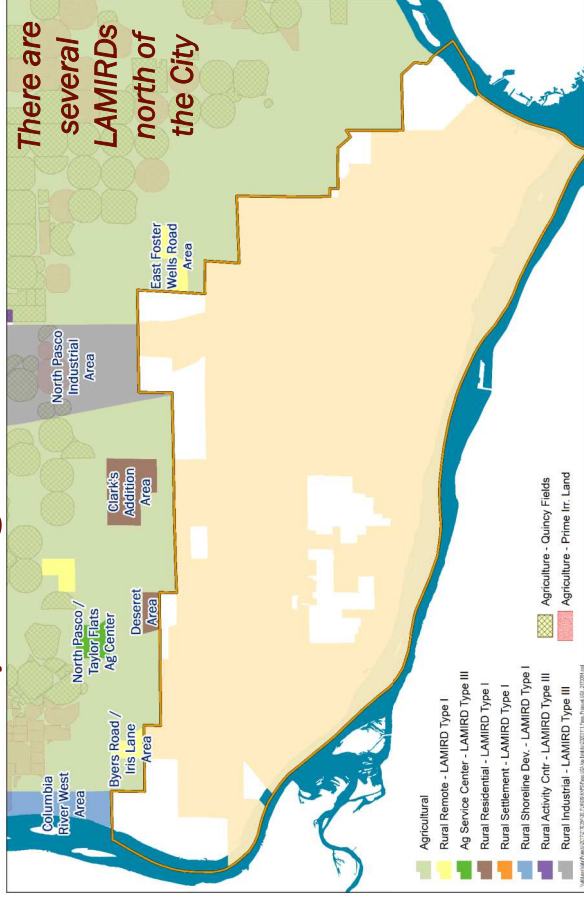 There are
several
LAMIRDs
north of
the City
Columbia
River West
Area
Byers Road /
Iris Lane
Area
North Pasco /
Taylor Flats
Ag Center
Deseret
Area
Clark's
Addition
Area
North Pasco
Industrial
Area
East Foster
Wells Road
Area
Agricultural
Rural Remote - LAMIRD Type I
Ag Service Center - LAMIRD Type III
Rural Residential - LAMIRD Type I
Rural Settlement - LAMIRD Type I
Rural Shoreline Dev. - LAMIRD Type I
Rural Activity Cntr - LAMIRD Type III
Rural Industrial - LAMIRD Type III
Agriculture - Quincy Fields
Agriculture - Prime Irr. Land